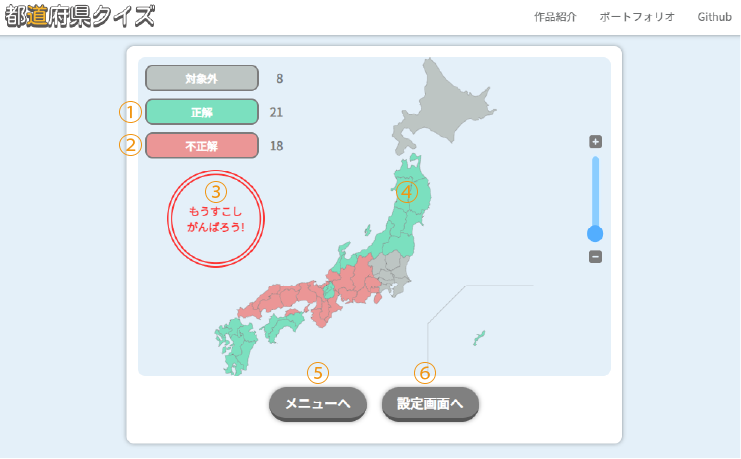 都道府県クイズ
作品紹介 ポートフォリオ Github
対象外 8
① 正解 21
② 不正解 18
③
もうすこし
がんばろう!
④
+
−
⑤ ⑥
メニューへ 設定画面へ